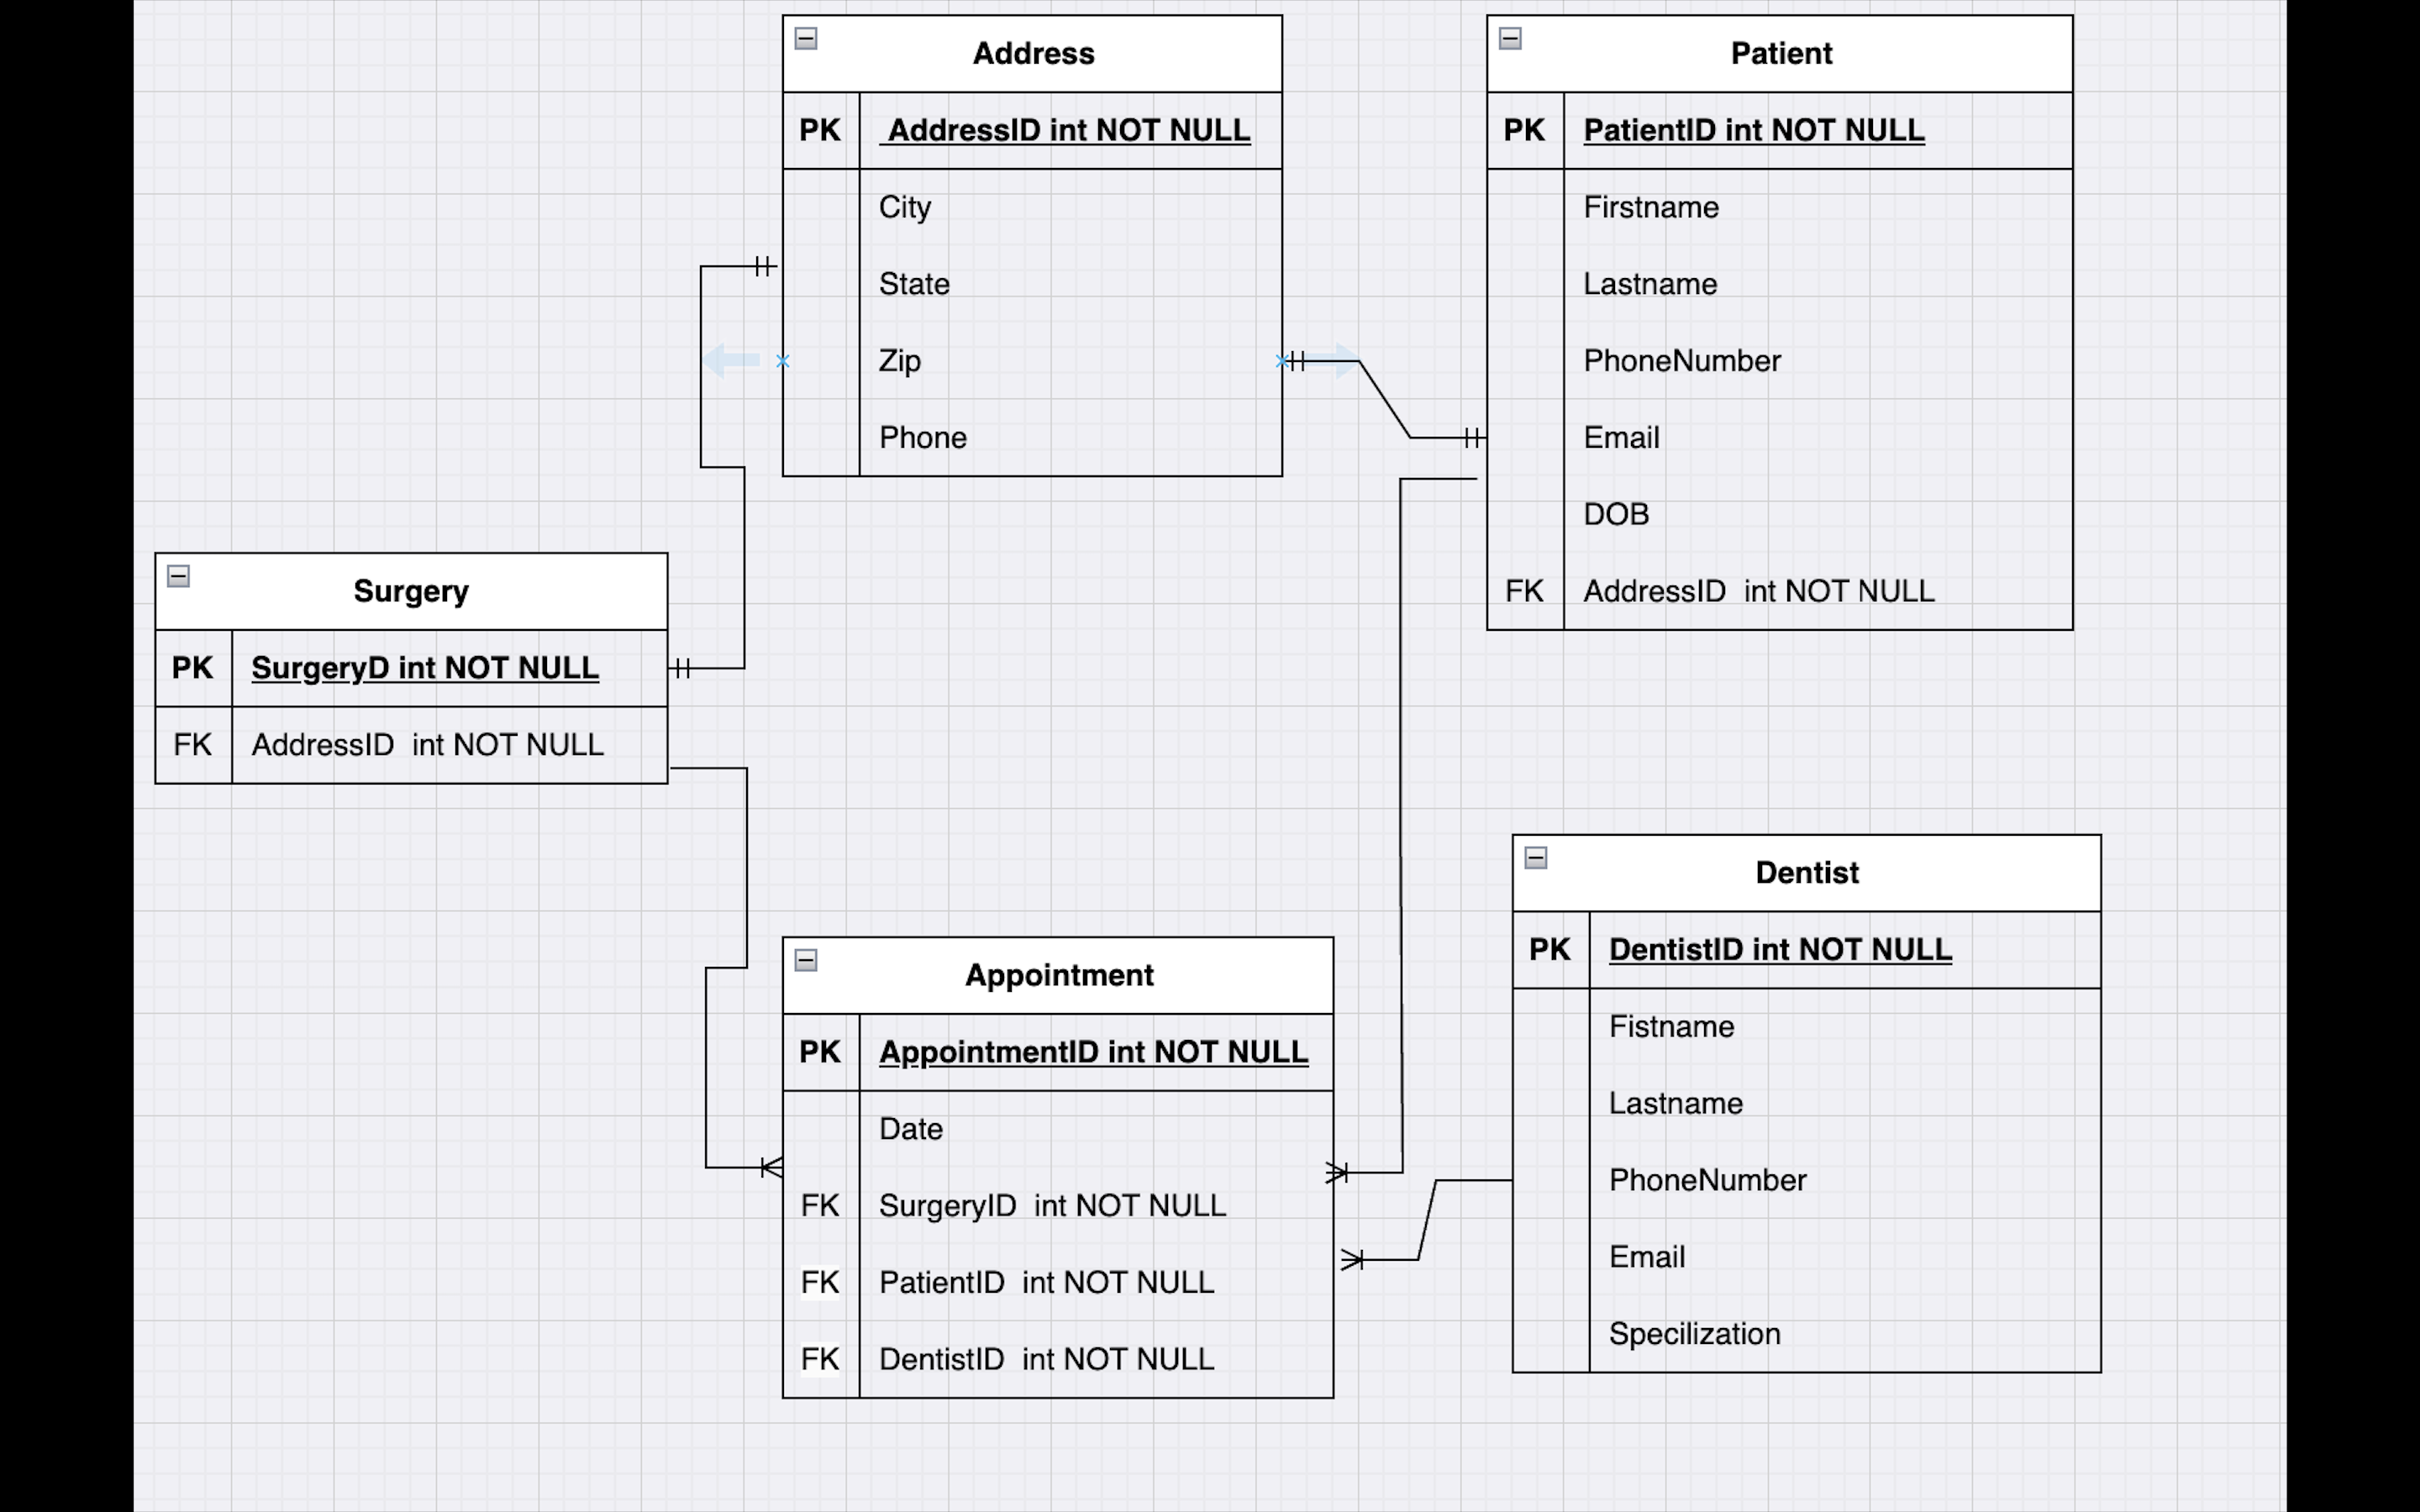 Address
PK AddressID int NOT NULL
City
State
Zip
Phone
Patient
PK PatientID int NOT NULL
Firstname
Lastname
PhoneNumber
Email
DOB
FK AddressID int NOT NULL
Surgery
PK SurgeryD int NOT NULL
FK AddressID int NOT NULL
Appointment
PK AppointmentID int NOT NULL
Date
FK SurgeryID int NOT NULL
FK PatientID int NOT NULL
FK DentistID int NOT NULL
Dentist
PK DentistID int NOT NULL
Fistname
Lastname
PhoneNumber
Email
Specilization